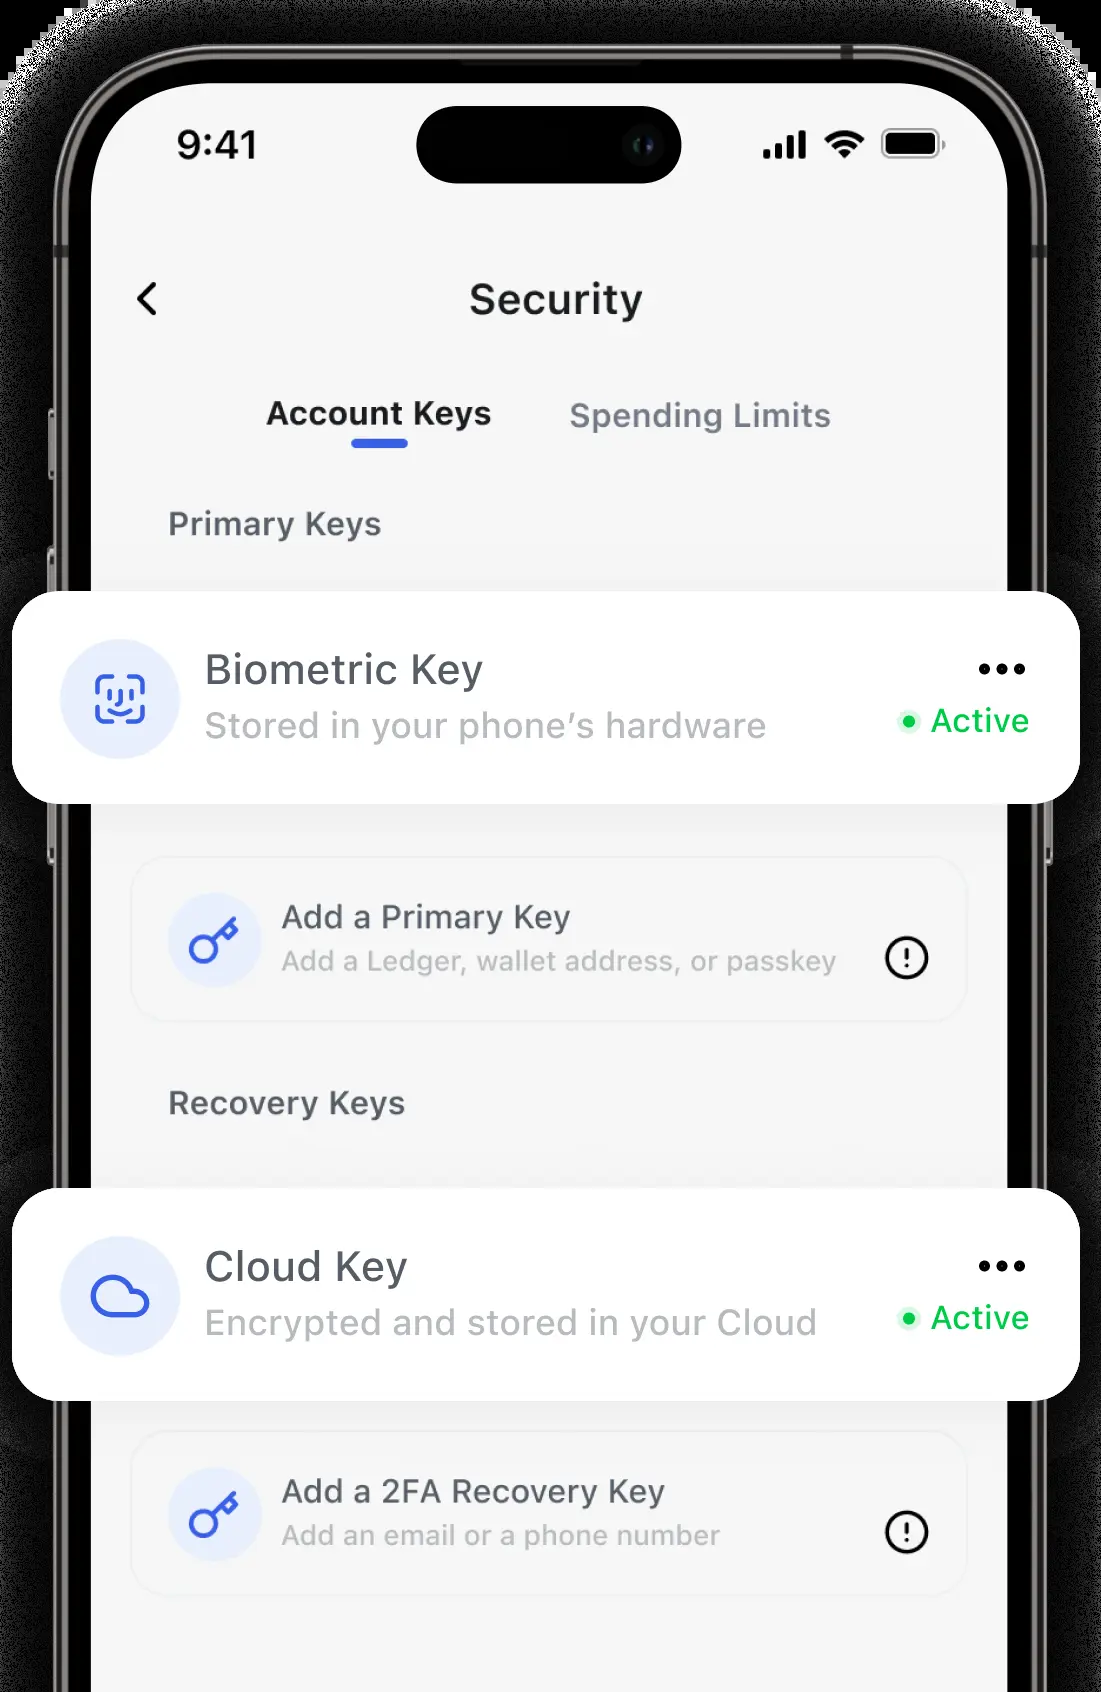 9:41
Security
Account Keys
Spending Limits
Primary Keys
Biometric Key
Stored in your phone’s hardware
Active
Add a Primary Key
Add a Ledger, wallet address, or passkey
Recovery Keys
Cloud Key
Encrypted and stored in your Cloud
Active
Add a 2FA Recovery Key
Add an email or a phone number